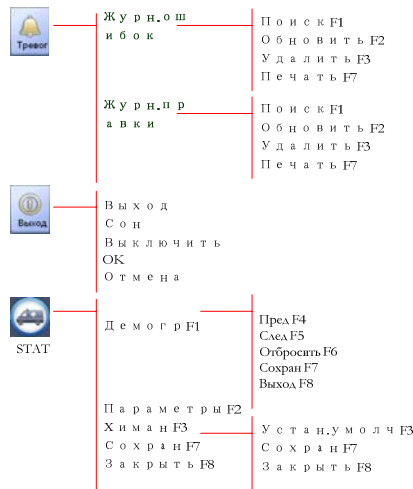 Тревог
Журн.ош
ибок
Поиск F1
Обновить F2
Удалить F3
Печать F7
Журн.пр
авки
Поиск F1
Обновить F2
Удалить F3
Печать F7
Выход
Выход
Сон
Выключить
OK
Отмена
STAT
Демогр F1
Пред F4
След F5
Отбросить F6
Сохран F7
Выход F8
Параметры F2
Химан F3
Сохран F7
Закрыть F8
Устан.умолч F3
Сохран F7
Закрыть F8